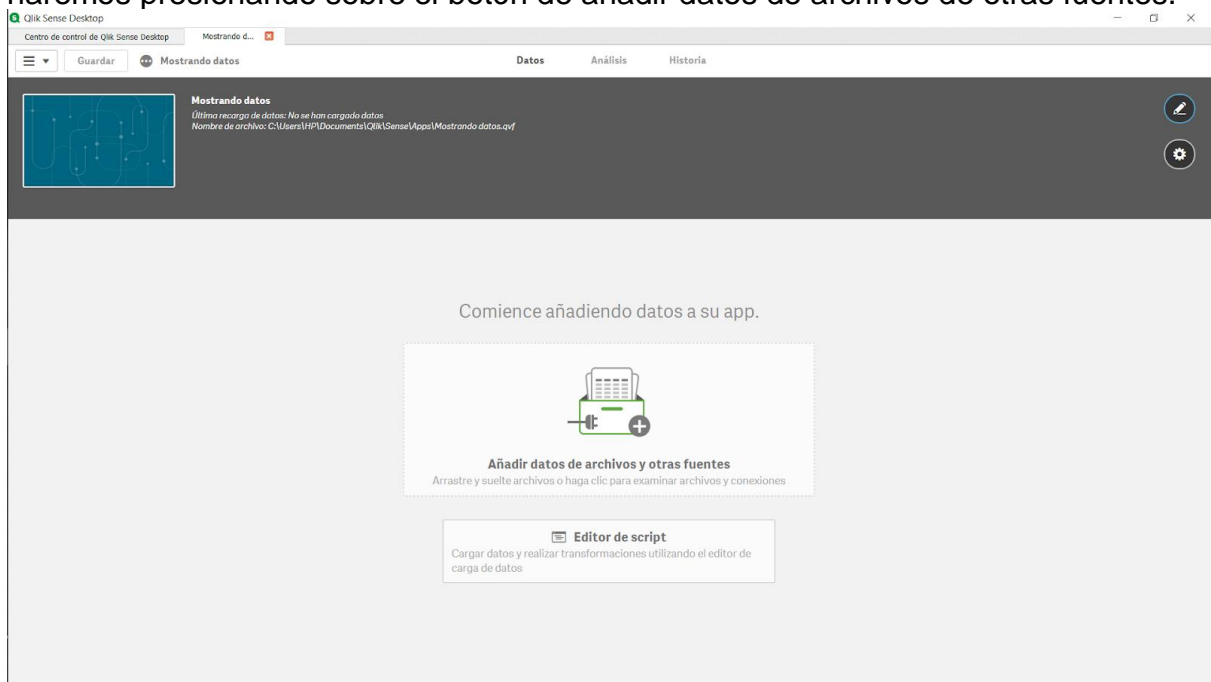 haremos presionando sobre el botón de añadir datos de archivos de otras fuentes.
Qlik Sense Desktop
Centro de control de Qlik Sense Desktop Mostrando d...
Guardar Mostrando datos Datos Análisis Historia
Mostrando datos
Última recarga de datos: No se han cargado datos
Nombre de archivo: C:\Users\HP\Documents\Qlik\Sense\Apps\Mostrando datos.qvf
Comience añadiendo datos a su app.
Añadir datos de archivos y otras fuentes
Arrastre y suelte archivos o haga clic para examinar archivos y conexiones
Editor de script
Cargar datos y realizar transformaciones utilizando el editor de
carga de datos